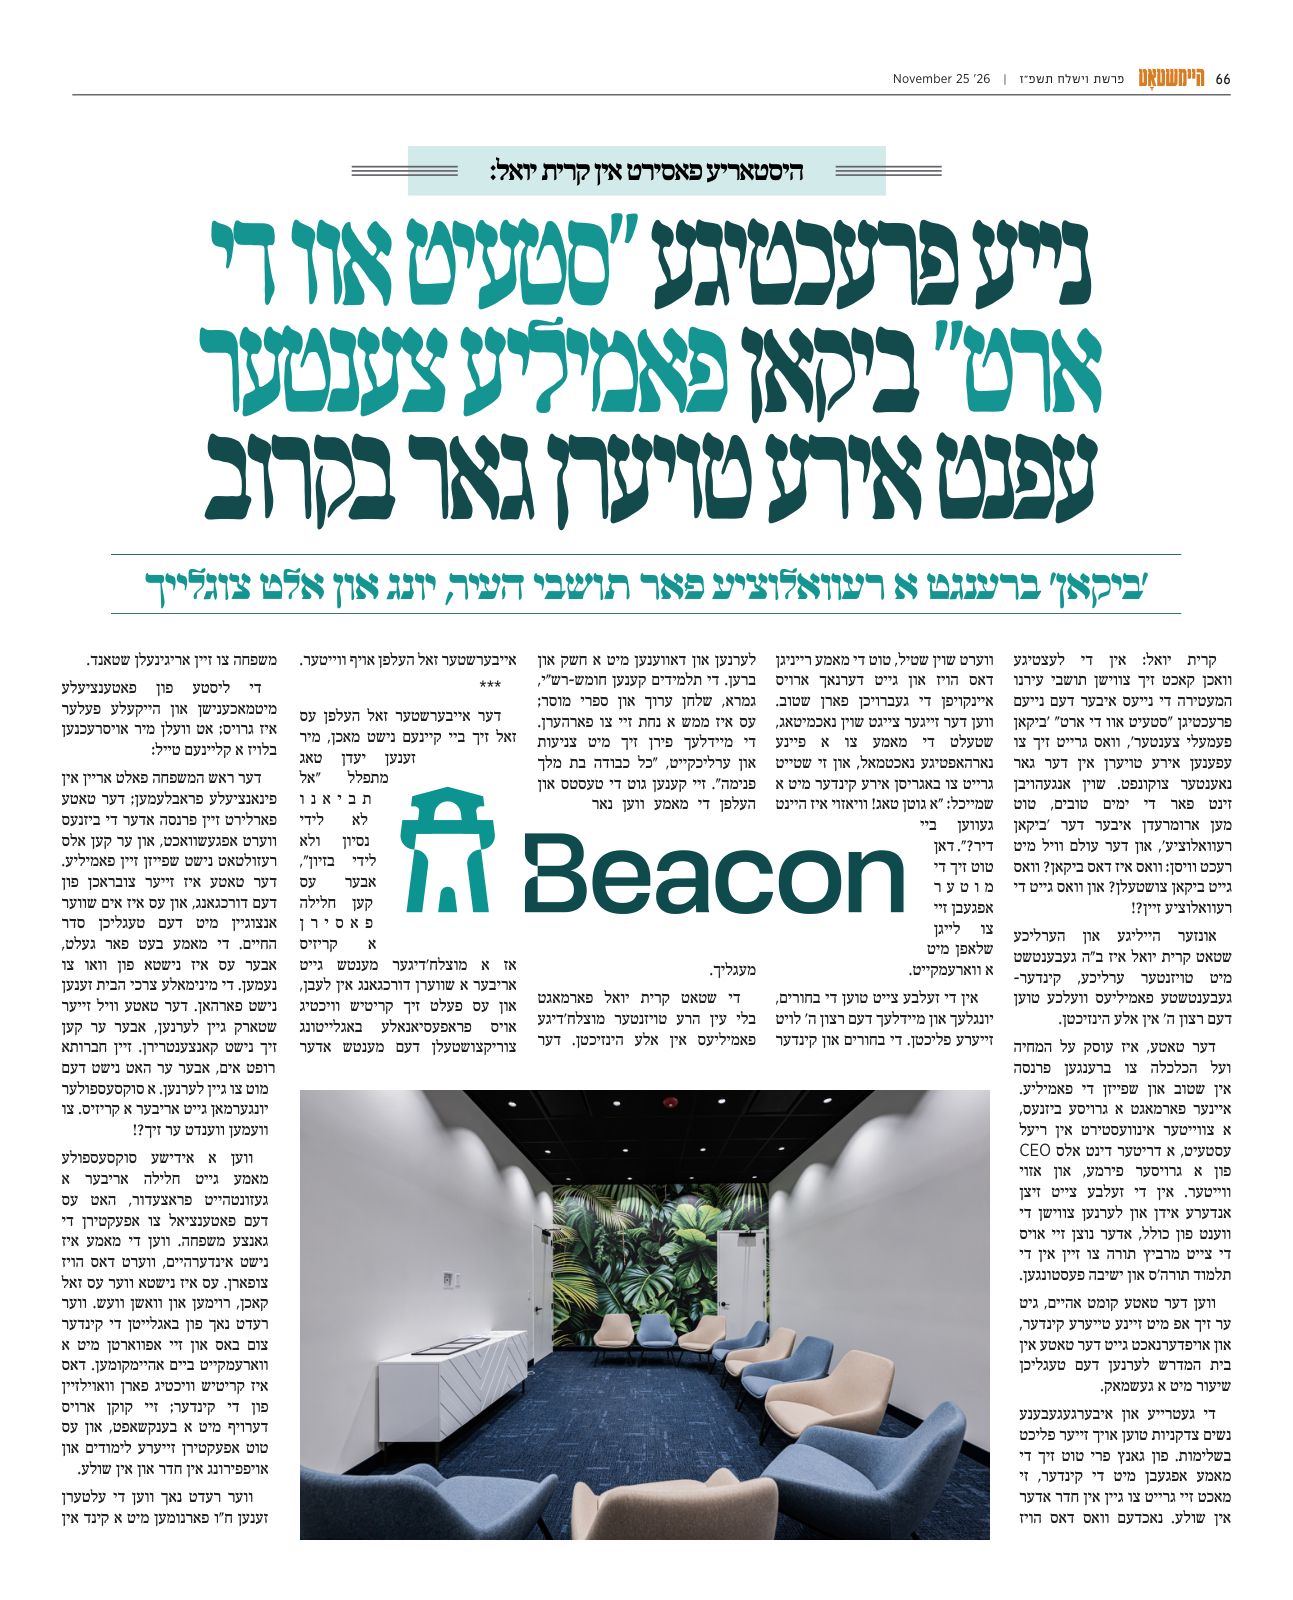 66 היימשטאָט פרשת וישלח תשפ״ז | November 25 ‘26
היסטאריע פאסירט אין קרית יואל:
נייע פרעכטיגע "סטעיט אוו די
ארט" ביקאן פאמיליע צענטער
עפנט אירע טויערן גאר בקרוב
'ביקאן' ברענגט א רעוואלוציע פאר תושבי העיר, יונג און אלט צוגלייך
קרית יואל: אין די לעצטיגע
וואכן קאכט זיך צווישן תושבי עירנו
המעטירה די נייעס איבער דעם נייעם
פרעכטיגן "סטעיט אוו די ארט" 'ביקאן
פעמעלי צענטער', וואס גרייט זיך צו
עפענען אירע טויערן אין דער גאר
נאענטער צוקונפט. שוין אנגעהויבן
זינט פאר די ימים טובים, טוט
מען ארומרעדן איבער דער 'ביקאן
רעוואלוציע', און דער עולם וויל מיט
רעכט וויסן: וואס איז דאס ביקאן? וואס
גייט ביקאן צושטעלן? און וואס גייט די
רעוואלוציע זיין?!
אונזער הייליגע און הערליכע
שטאט קרית יואל איז ב"ה געבענטשט
מיט טויזנטער ערליכע, קינדער-
געבענטשטע פאמיליעס וועלכע טוען
דעם רצון ה' אין אלע הינזיכטן.
דער טאטע, איז עוסק על המחיה
ועל הכלכלה צו ברענגען פרנסה
אין שטוב און שפייזן די פאמיליע.
איינער פארמאגט א גרויסע ביזנעס,
א צווייטער אינוועסטירט אין ריעל
עסטעיט, א דריטער דינט אלס CEO
פון א גרויסער פירמע, און אזוי
ווייטער. אין די זעלבע צייט זיצן
אנדערע אידן און לערנען צווישן די
ווענט פון כולל, אדער נוצן זיי אויס
די צייט מרביץ תורה צו זיין אין די
תלמוד תורה'ס און ישיבה פעסטונגען.
ווען דער טאטע קומט אהיים, גיט
ער זיך אפ מיט זיינע טייערע קינדער,
און אויפדערנאכט גייט דער טאטע אין
בית המדרש לערנען דעם טעגליכן
שיעור מיט א געשמאק.
די געטרייע און איבערגעגעבענע
נשים צדקניות טוען אויך זייער פליכט
בשלימות. פון גאנץ פרי טוט זיך די
מאמע אפגעבן מיט די קינדער, זי
מאכט זיי גרייט צו גיין אין חדר אדער
אין שולע. נאכדעם וואס דאס הויז
ווערט שוין שטיל, טוט די מאמע רייניגן
דאס הויז און גייט דערנאך ארויס
איינקויפן די געברויכן פארן שטוב.
ווען דער זייגער צייגט שוין נאכמיטאג,
שטעלט די מאמע צו א פיינע
נארהאפטיגע נאכטמאל, און זי שטייט
גרייט צו באגריסן אירע קינדער מיט א
שמייכל: "א גוטן טאג! וויאזוי איז היינט
געווען ביי
דיר?". דאן
טוט זיך די
מוטער
אפגעבן זיי
צו לייגן
שלאפן מיט
א ווארעמקייט.
אין די זעלבע צייט טוען די בחורים,
יונגלעך און מיידלעך דעם רצון ה' לויט
זייערע פליכטן. די בחורים און קינדער
לערנען און דאווענען מיט א חשק און
ברען. די תלמידים קענען חומש-רש"י,
גמרא, שלחן ערוך און ספרי מוסר;
עס איז ממש א נחת זיי צו פארהערן.
די מיידלעך פירן זיך מיט צניעות
און ערליכקייט, "כל כבודה בת מלך
פנימה". זיי קענען גוט די טעסטס און
העלפן די מאמע ווען נאר
מעגליך.
די שטאט קרית יואל פארמאגט
בלי עין הרע טויזנטער מוצלח'דיגע
פאמיליעס אין אלע הינזיכטן. דער
אייבערשטער זאל העלפן אויף ווייטער.
***
דער אייבערשטער זאל העלפן עס
זאל זיך ביי קיינעם נישט מאכן, מיר
זענען יעדן טאג
מתפלל "אל
תביאנו
לא לידי
נסיון ולא
לידי בזיון",
אבער עס
קען חלילה
פאסירן
א קריזיס
אז א מוצלח'דיגער מענטש גייט
אריבער א שווערן דורכגאנג אין לעבן,
און עס פעלט זיך קריטיש וויכטיג
אויס פראפעסיאנאלע באגלייטונג
צוריקצושטעלן דעם מענטש אדער
משפחה צו זיין אריגינעלן שטאנד.
די ליסטע פון פאטענציעלע
מיטמאכענישן און הייקעלע פעלער
איז גרויס; אט וועלן מיר אויסרעכענען
בלויז א קליינעם טייל:
דער ראש המשפחה פאלט אריין אין
פינאנציעלע פראבלעמען; דער טאטע
פארלירט זיין פרנסה אדער די ביזנעס
ווערט אפגעשוואכט, און ער קען אלס
רעזולטאט נישט שפייזן זיין פאמיליע.
דער טאטע איז זייער צובראכן פון
דעם דורכגאנג, און עס איז אים שווער
אנצוגיין מיט דעם טעגליכן סדר
החיים. די מאמע בעט פאר געלט,
אבער עס איז נישטא פון וואו צו
נעמען. די מינימאלע צרכי הבית זענען
נישט פארהאן. דער טאטע וויל זייער
שטארק גיין לערנען, אבער ער קען
זיך נישט קאנצענטרירן. זיין חברותא
רופט אים, אבער ער האט נישט דעם
מוט צו גיין לערנען. א סוקסעספולער
יונגערמאן גייט אריבער א קריזיס. צו
וועמען ווענדט ער זיך?!
ווען א אידישע סוקסעספולע
מאמע גייט חלילה אריבער א
געזונטהייט פראצעדור, האט עס
דעם פאטענציאל צו אפעקטירן די
גאנצע משפחה. ווען די מאמע איז
נישט אינדערהיים, ווערט דאס הויז
צופארן. עס איז נישטא ווער עס זאל
קאכן, רוימען און וואשן וועש. ווער
רעדט נאך פון באגלייטן די קינדער
צום באס און זיי אפווארטן מיט א
ווארעמקייט ביים אהיימקומען. דאס
איז קריטיש וויכטיג פארן וואוילזיין
פון די קינדער; זיי קוקן ארויס
דערויף מיט א בענקשאפט, און עס
טוט אפעקטירן זייערע לימודים און
אויפפירונג אין חדר און אין שולע.
ווער רעדט נאך ווען די עלטערן
זענען ח"ו פארנומען מיט א קינד אין
Beacon